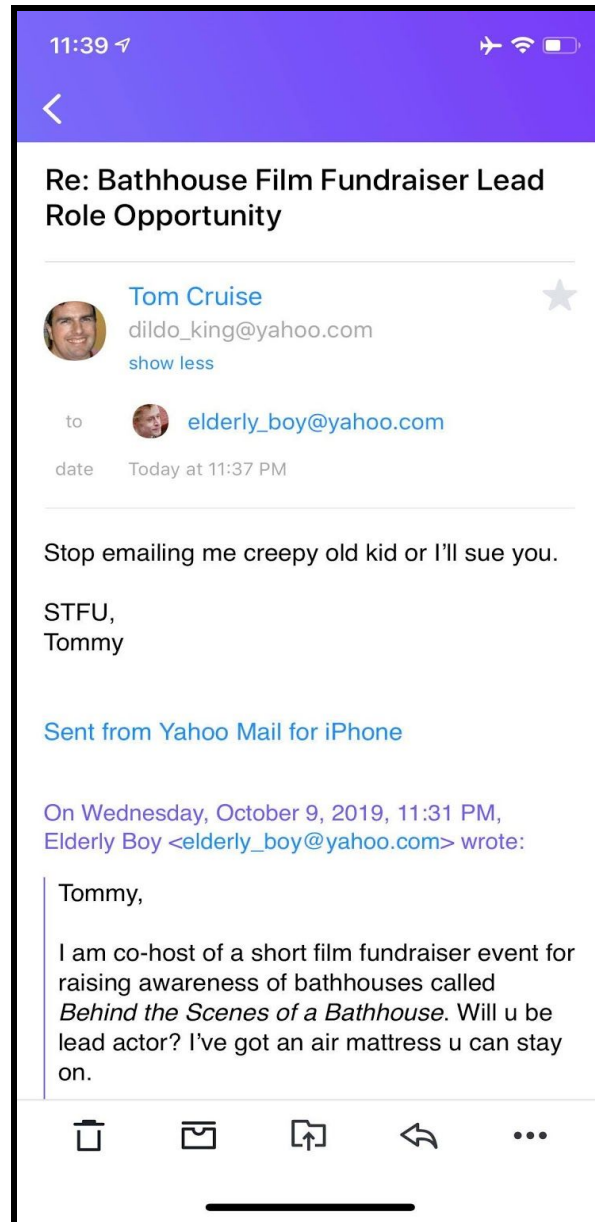 11:39
Re: Bathhouse Film Fundraiser Lead
Role Opportunity
Tom Cruise
dildo_king@yahoo.com
show less
to elderly_boy@yahoo.com
date Today at 11:37 PM
Stop emailing me creepy old kid or I'll sue you.
STFU,
Tommy
Sent from Yahoo Mail for iPhone
On Wednesday, October 9, 2019, 11:31 PM,
Elderly Boy <elderly_boy@yahoo.com> wrote:
Tommy,
I am co-host of a short film fundraiser event for
raising awareness of bathhouses called
Behind the Scenes of a Bathhouse. Will u be
lead actor? I've got an air mattress u can stay
on.